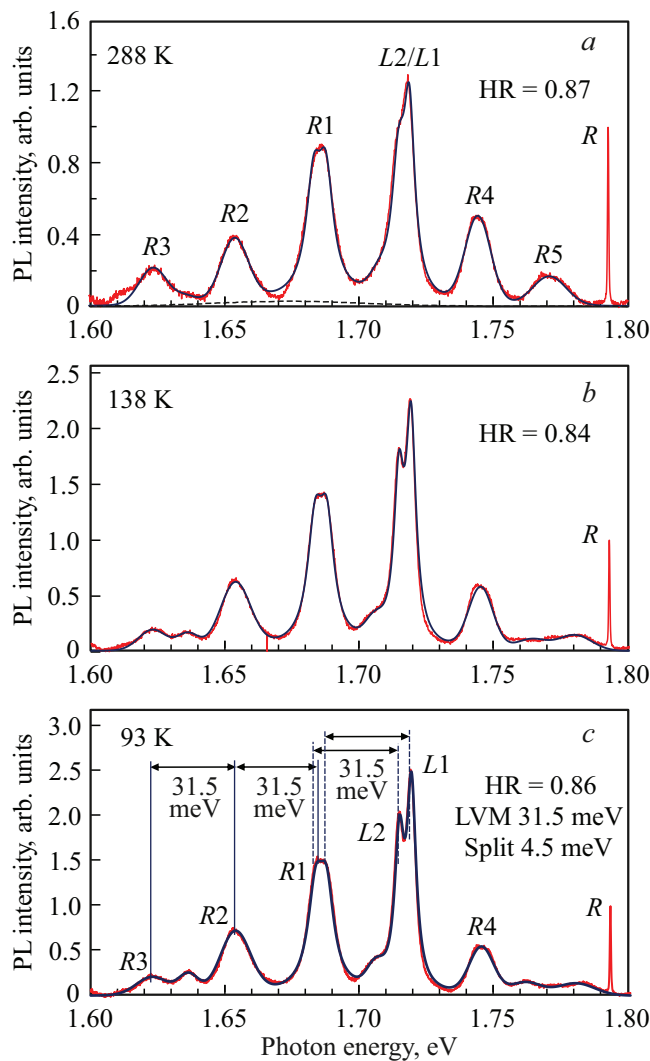 288 K
a
L2/L1
HR = 0.87
R1
R
R2
R4
R3
R5
PL intensity, arb. units
1.6
1.2
0.8
0.4
0
1.60 1.65 1.70 1.75 1.80
138 K
b
HR = 0.84
R
PL intensity, arb. units
2.5
2.0
1.5
1.0
0.5
0
1.60 1.65 1.70 1.75 1.80
93 K
c
31.5
meV
31.5
meV
31.5
meV
L1
HR = 0.86
LVM 31.5 meV
Split 4.5 meV
L2
R1
R2
R4
R
R3
PL intensity, arb. units
3.0
2.5
2.0
1.5
1.0
0.5
0
1.60 1.65 1.70 1.75 1.80
Photon energy, eV